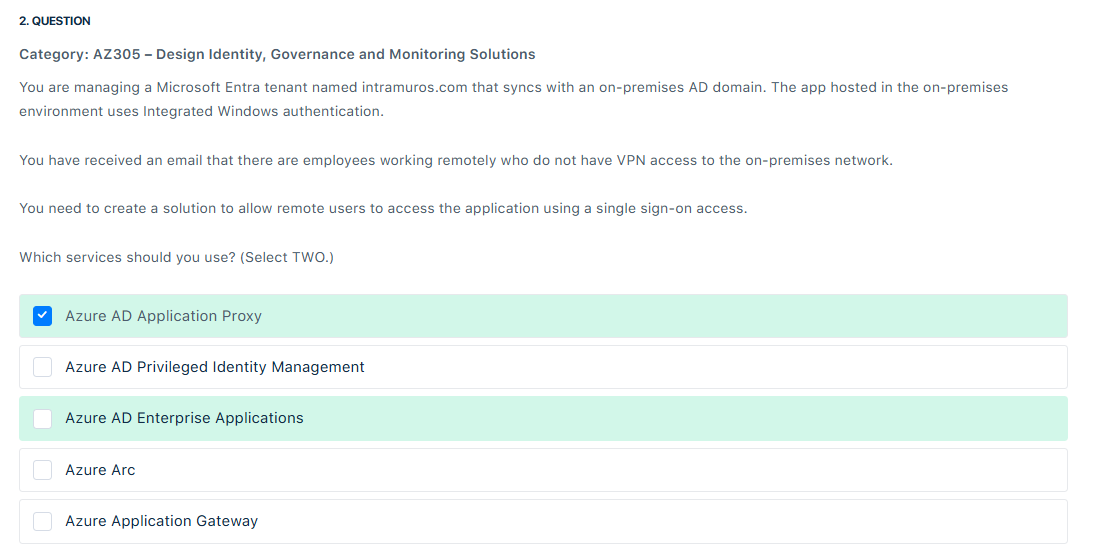 2. QUESTION
Category: AZ305 – Design Identity, Governance and Monitoring Solutions
You are managing a Microsoft Entra tenant named intramuros.com that syncs with an on-premises AD domain. The app hosted in the on-premises
environment uses Integrated Windows authentication.
You have received an email that there are employees working remotely who do not have VPN access to the on-premises network.
You need to create a solution to allow remote users to access the application using a single sign-on access.
Which services should you use? (Select TWO.)
Azure AD Application Proxy
Azure AD Privileged Identity Management
Azure AD Enterprise Applications
Azure Arc
Azure Application Gateway